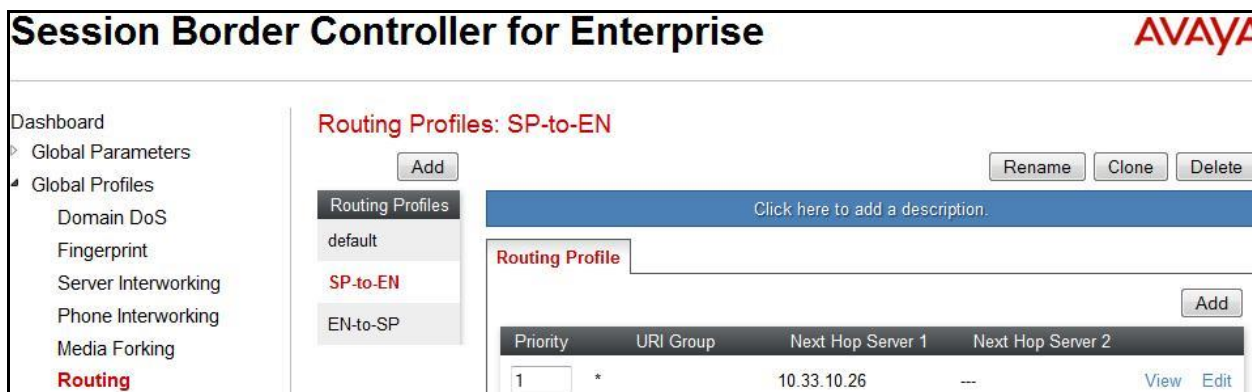 Session Border Controller for Enterprise
AVAYA
Dashboard
Global Parameters
Global Profiles
Domain DoS
Fingerprint
Server Interworking
Phone Interworking
Media Forking
Routing
Routing Profiles: SP-to-EN
Add
Rename Clone Delete
Routing Profiles
default
SP-to-EN
EN-to-SP
Click here to add a description.
Routing Profile
Add
Priority URI Group Next Hop Server 1 Next Hop Server 2
1 * 10.33.10.26 --- View Edit